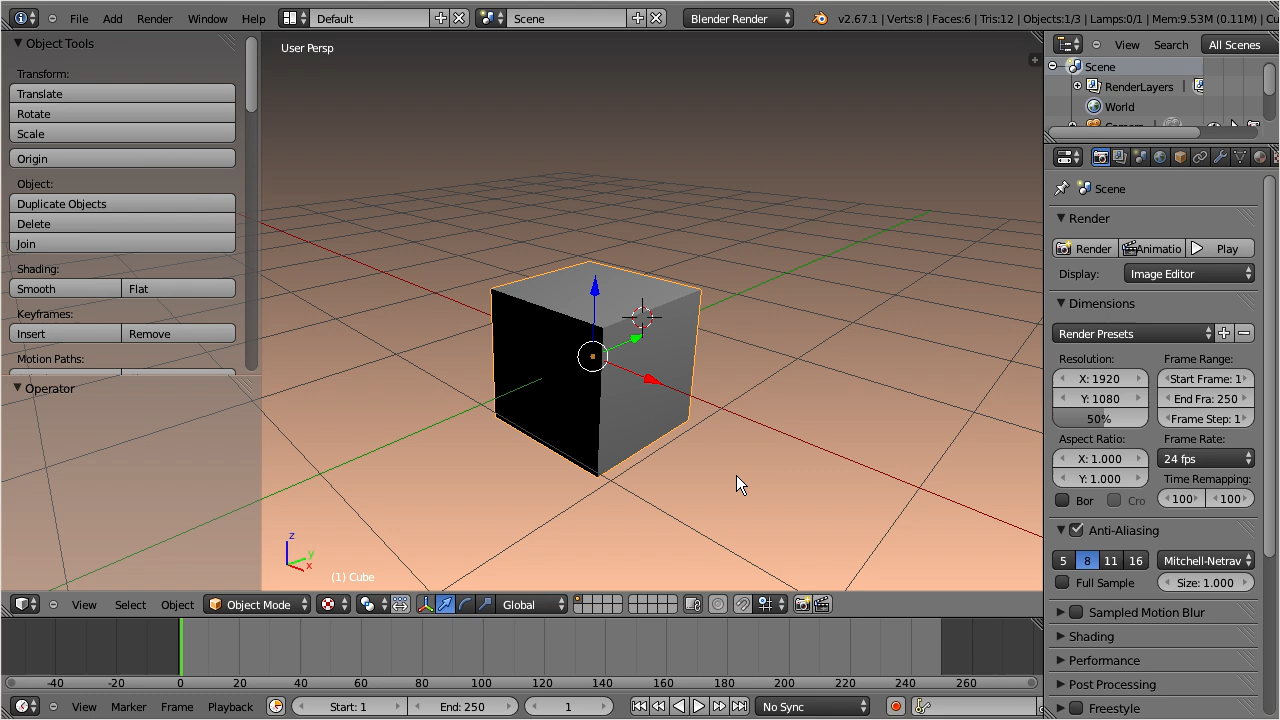 File Add Render Window Help Default Scene Blender Render v2.67.1 | Verts:8 | Faces:6 | Tris:12 | Objects:1/3 | Lamps:0/1 | Mem:9.53M (0.11M) | Cu
Object Tools
Transform:
Translate
Rotate
Scale
Origin
Object:
Duplicate Objects
Delete
Join
Shading:
Smooth Flat
Keyframes:
Insert Remove
Motion Paths:
Operator
User Persp
z
y
x
(1) Cube
View Select Object Object Mode Global
-40 -20 0 20 40 60 80 100 120 140 160 180 200 220 240 260
View Marker Frame Playback Start: 1 End: 250 1 No Sync
View Search All Scenes
Scene
RenderLayers
World
Scene
Render
Render Animatio Play
Display: Image Editor
Dimensions
Render Presets
Resolution: Frame Range:
X: 1920 Start Frame: 1
Y: 1080 End Fra: 250
50% Frame Step: 1
Aspect Ratio: Frame Rate:
X: 1.000 24 fps
Y: 1.000 Time Remapping:
Bor Cro 100 100
Anti-Aliasing
5 8 11 16 Mitchell-Netrav
Full Sample Size: 1.000
Sampled Motion Blur
Shading
Performance
Post Processing
Freestyle